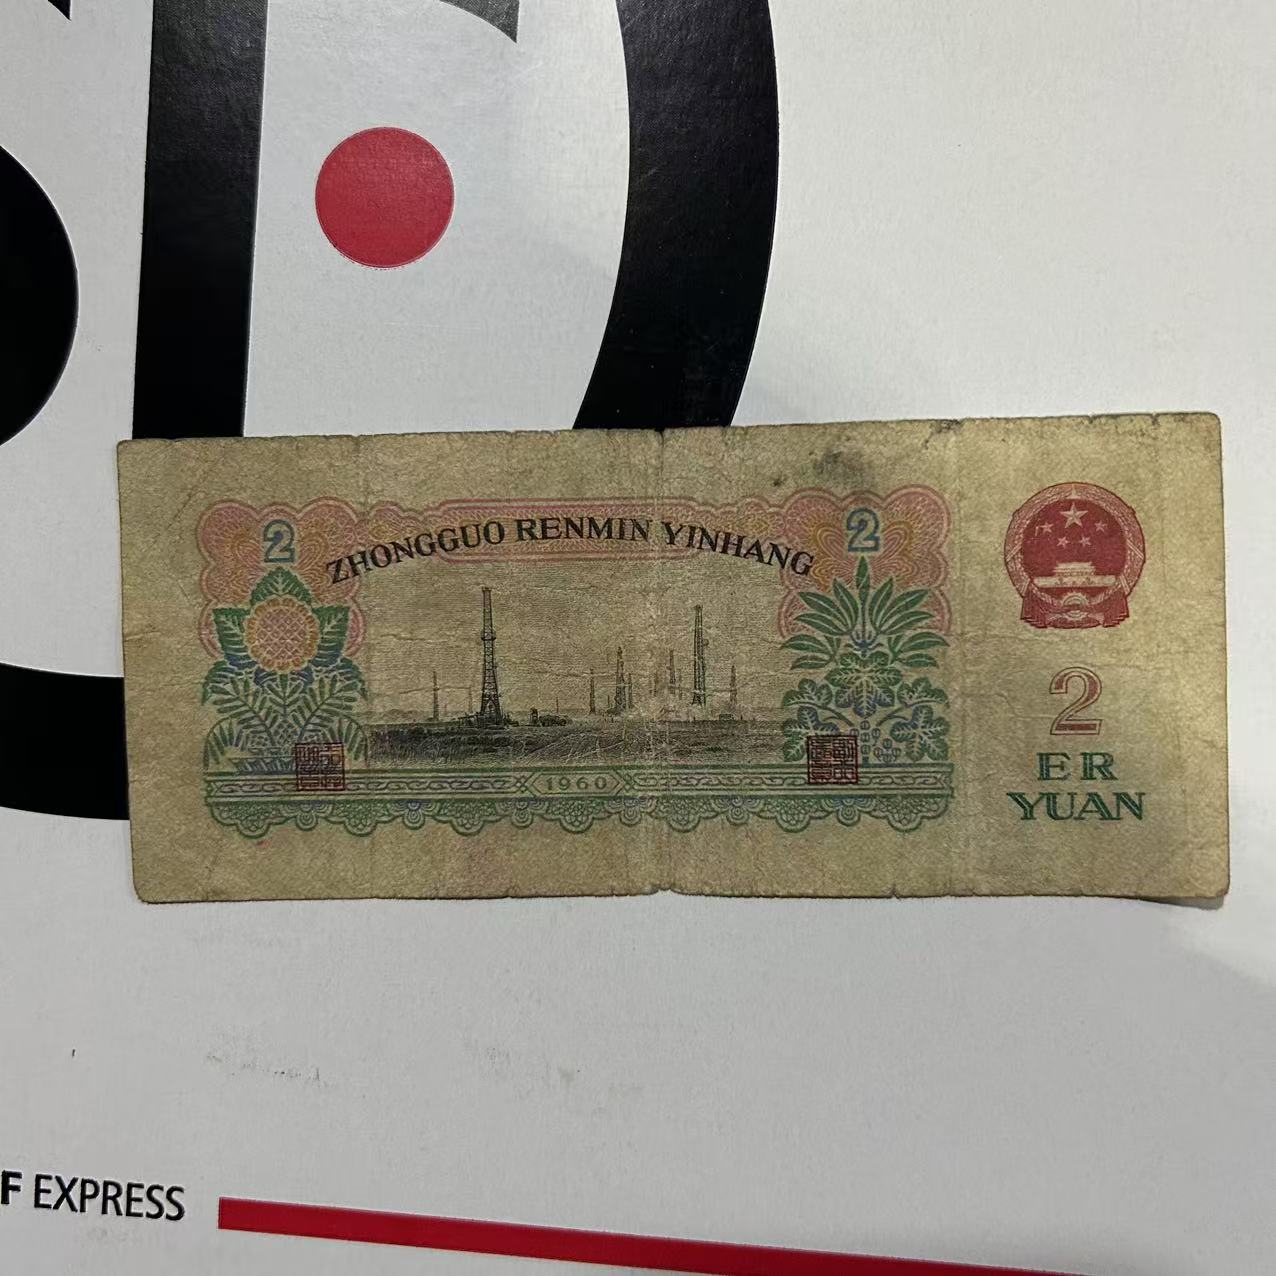 2
2
ZHONGGUO RENMIN YINHANG
1960
2
ER
YUAN
F EXPRESS